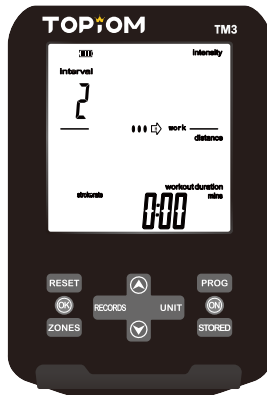 TOPIOM TM3
intensity
interval
2
work
distance
workout duration
strokerate mins
0:00
RESET PROG
OK ON
RECORDS UNIT
ZONES STORED